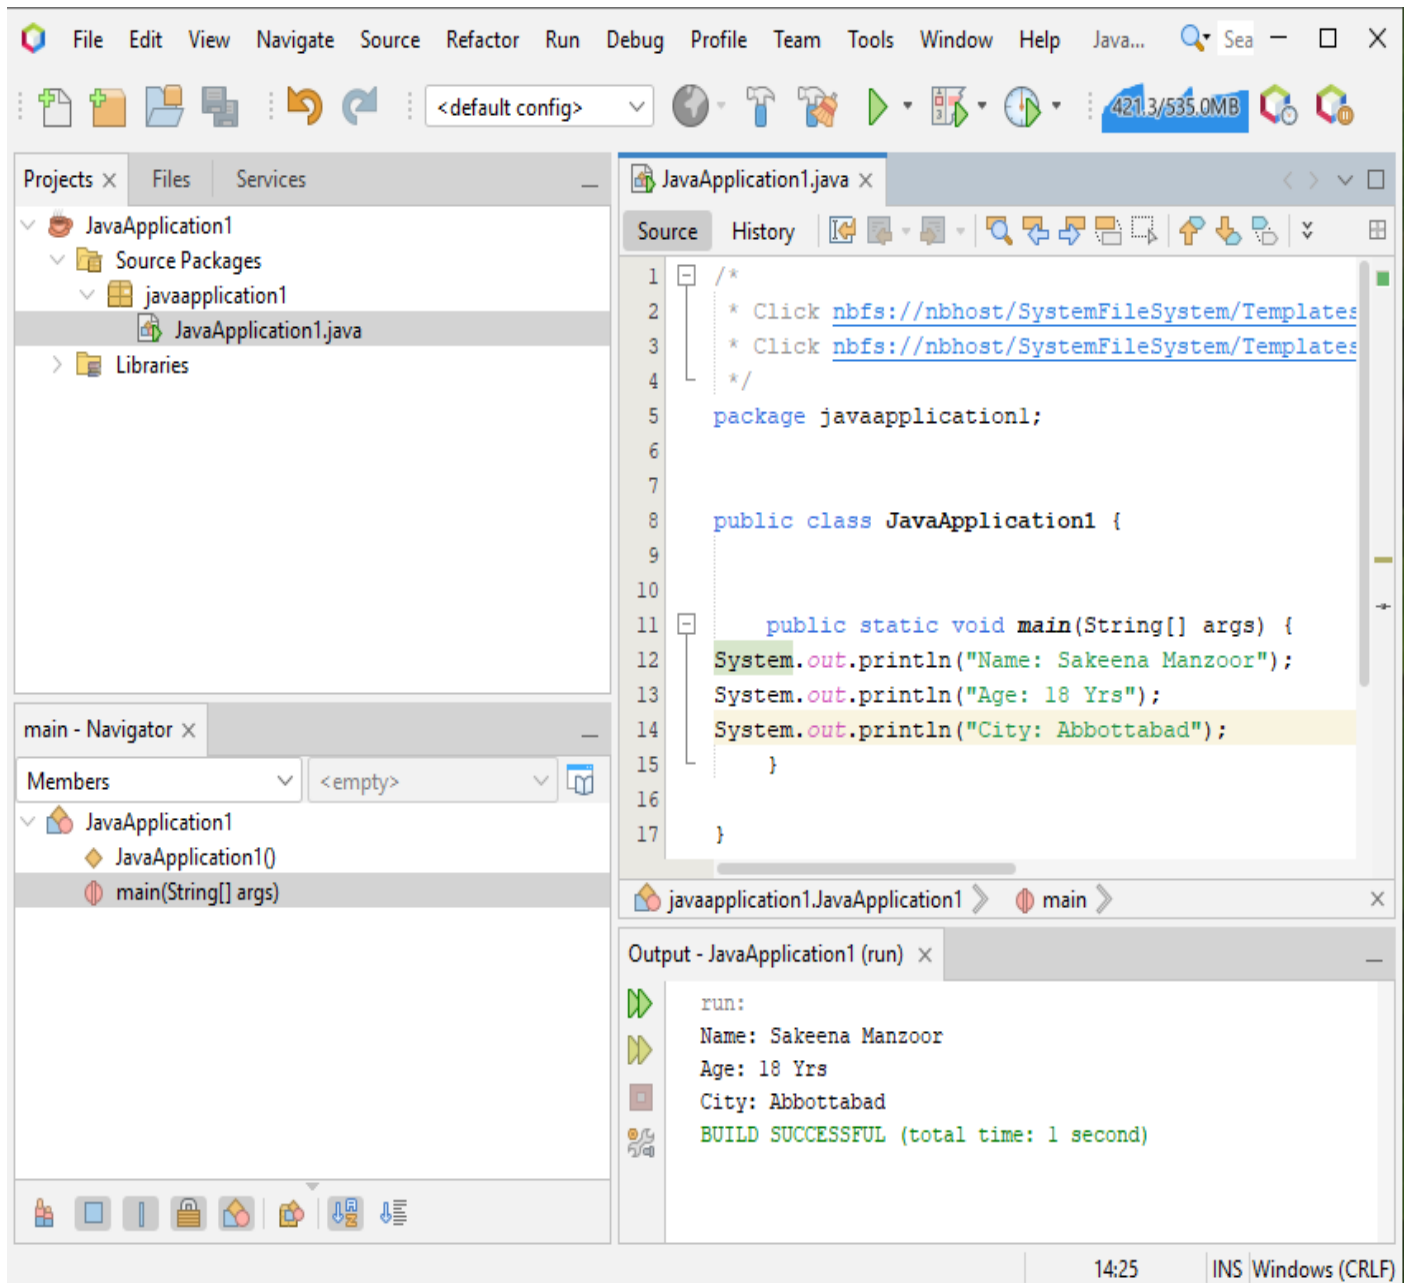 File Edit View Navigate Source Refactor Run Debug Profile Team Tools Window Help Java... Sea
<default config> 421.3/535.0MB
Projects Files Services
JavaApplication1
Source Packages
javaapplication1
JavaApplication1.java
Libraries
main - Navigator
Members <empty>
JavaApplication1
JavaApplication1()
main(String[] args)
JavaApplication1.java
Source History
1 /*
2 * Click nbfs://nbhost/SystemFileSystem/Templates
3 * Click nbfs://nbhost/SystemFileSystem/Templates
4 */
5 package javaapplication1;
6
7
8 public class JavaApplication1 {
9
10
11 public static void main(String[] args) {
12 System.out.println("Name: Sakeena Manzoor");
13 System.out.println("Age: 18 Yrs");
14 System.out.println("City: Abbottabad");
15 }
16
17 }
javaapplication1.JavaApplication1 main
Output - JavaApplication1 (run)
run:
Name: Sakeena Manzoor
Age: 18 Yrs
City: Abbottabad
BUILD SUCCESSFUL (total time: 1 second)
14:25 INS Windows (CRLF)